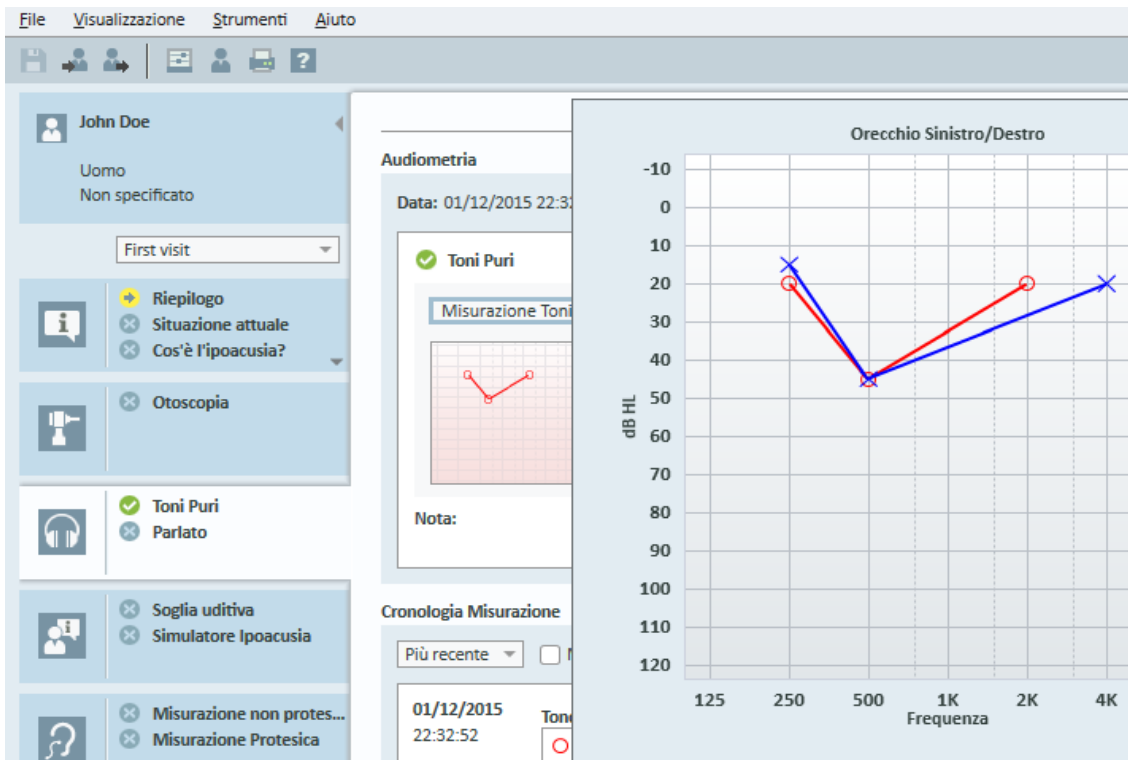 File Visualizzazione Strumenti Aiuto
John Doe
Uomo
Non specificato
First visit
Riepilogo
Situazione attuale
Cos'è l'ipoacusia?
Otoscopia
Toni Puri
Parlato
Soglia uditiva
Simulatore Ipoacusia
Misurazione non protes...
Misurazione Protesica
Audiometria
Data: 01/12/2015 22:32
Toni Puri
Misurazione Toni
Nota:
Cronologia Misurazione
Più recente
01/12/2015
22:32:52
Orecchio Sinistro/Destro
-10
0
10
20
30
40
50
60
70
80
90
100
110
120
dB HL
125 250 500 1K 2K 4K
Frequenza